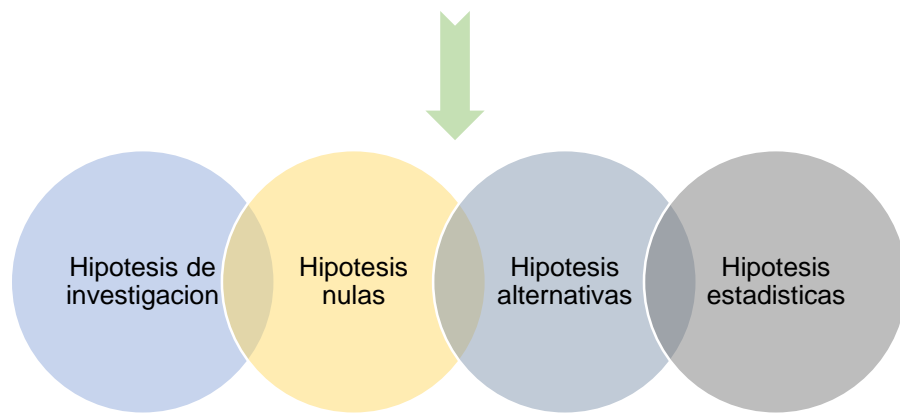 Hipotesis de
investigacion
Hipotesis
nulas
Hipotesis
alternativas
Hipotesis
estadisticas